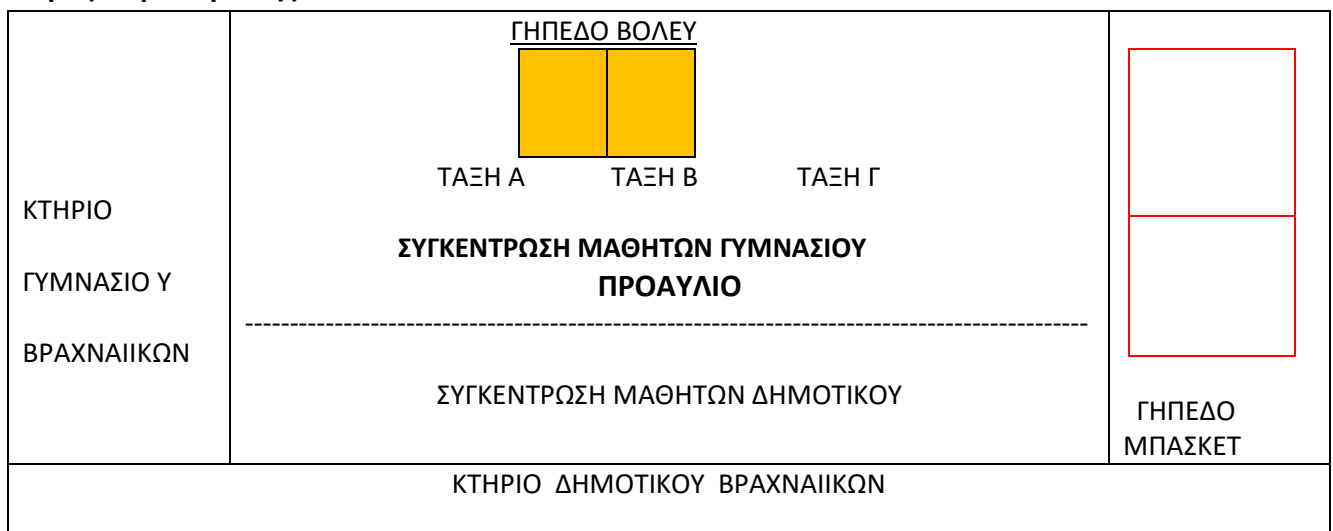 ΓΗΠΕΔΟ ΒΟΛΕΥ
ΤΑΞΗ Α ΤΑΞΗ Β ΤΑΞΗ Γ
ΚΤΗΡΙΟ
ΓΥΜΝΑΣΙΟ Υ
ΒΡΑΧΝΑΙΙΚΩΝ
ΣΥΓΚΕΝΤΡΩΣΗ ΜΑΘΗΤΩΝ ΓΥΜΝΑΣΙΟΥ
ΠΡΟΑΥΛΙΟ
ΣΥΓΚΕΝΤΡΩΣΗ ΜΑΘΗΤΩΝ ΔΗΜΟΤΙΚΟΥ
ΓΗΠΕΔΟ
ΜΠΑΣΚΕΤ
ΚΤΗΡΙΟ ΔΗΜΟΤΙΚΟΥ ΒΡΑΧΝΑΙΙΚΩΝ